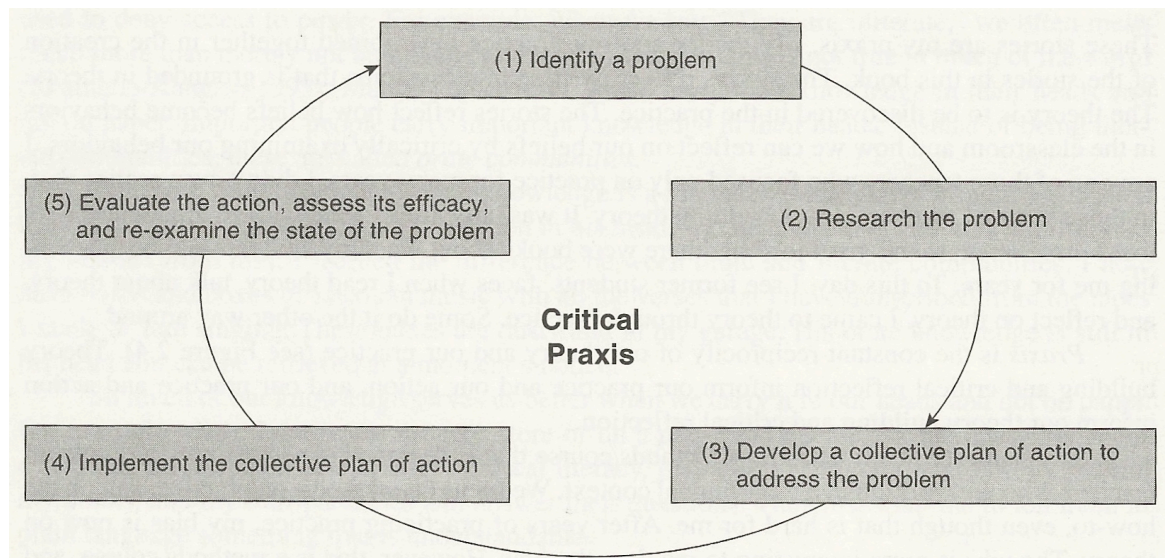 (1) Identify a problem
(2) Research the problem
(3) Develop a collective plan of action to
address the problem
(4) Implement the collective plan of action
(5) Evaluate the action, assess its efficacy,
and re-examine the state of the problem
Critical
Praxis